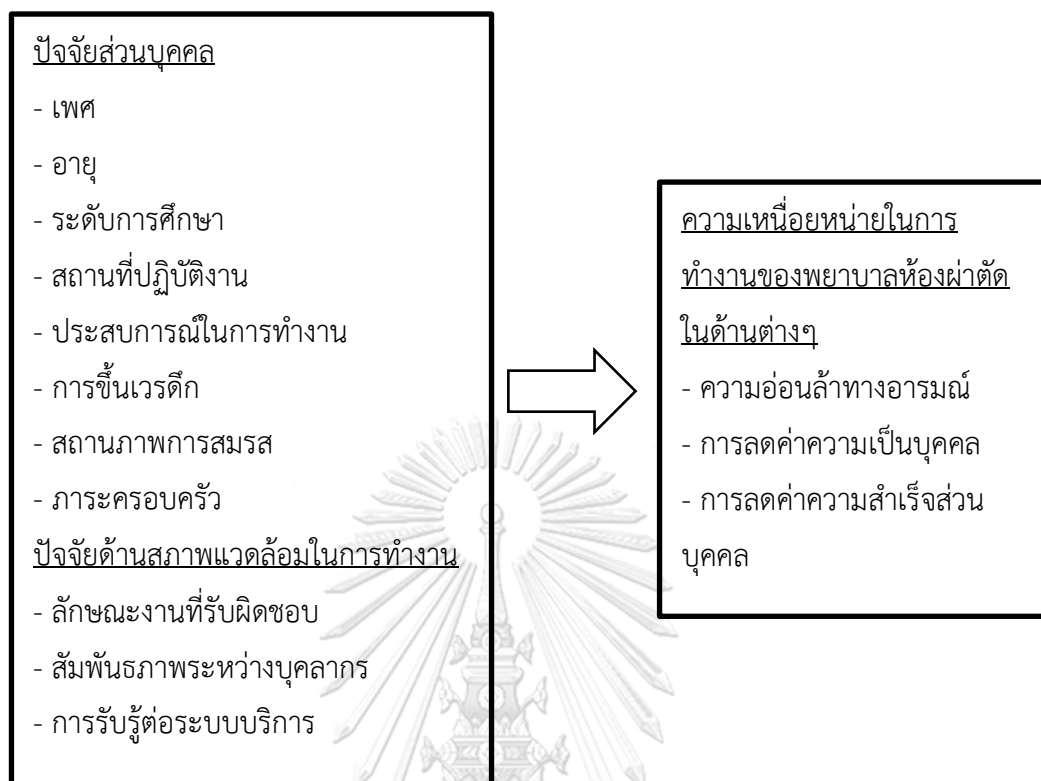 ปัจจัยส่วนบุคคล
- เพศ
- อายุ
- ระดับการศึกษา
- สถานที่ปฏิบัติงาน
- ประสบการณ์ในการทำงาน
- การขึ้นเวรดึก
- สถานภาพการสมรส
- ภาระครอบครัว
ปัจจัยด้านสภาพแวดล้อมในการทำงาน
- ลักษณะงานที่รับผิดชอบ
- สัมพันธภาพระหว่างบุคลากร
- การรับรู้ต่อระบบบริการ
ความเหนื่อยหน่ายในการ
ทำงานของพยาบาลห้องผ่าตัด
ในด้านต่างๆ
- ความอ่อนล้าทางอารมณ์
- การลดค่าความเป็นบุคคล
- การลดค่าความสำเร็จส่วน
บุคคล